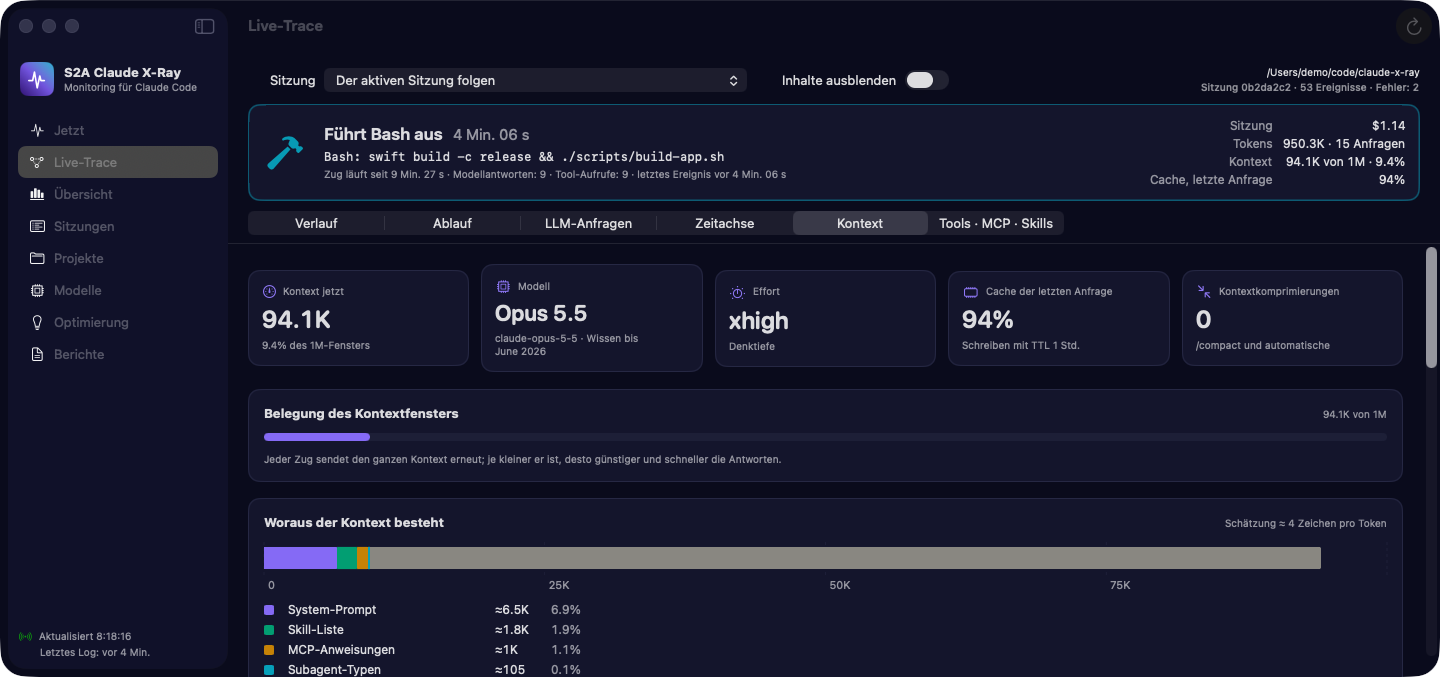 Live-Trace
S2A Claude X-Ray
Monitoring für Claude Code
Jetzt
Live-Trace
Übersicht
Sitzungen
Projekte
Modelle
Optimierung
Berichte
Aktualisiert 8:18:16
Letztes Log: vor 4 Min.
Sitzung
Der aktiven Sitzung folgen
Inhalte ausblenden
/Users/demo/code/claude-x-ray
Sitzung 0b2da2c2 · 53 Ereignisse · Fehler: 2
Führt Bash aus 4 Min. 06 s
Bash: swift build -c release && ./scripts/build-app.sh
Zug läuft seit 9 Min. 27 s · Modellantworten: 9 · Tool-Aufrufe: 9 · letztes Ereignis vor 4 Min. 06 s
Sitzung $1.14
Tokens 950.3K · 15 Anfragen
Kontext 94.1K von 1M · 9.4%
Cache, letzte Anfrage 94%
Verlauf
Ablauf
LLM-Anfragen
Zeitachse
Kontext
Tools · MCP · Skills
Kontext jetzt
94.1K
9.4% des 1M-Fensters
Modell
Opus 5.5
claude-opus-5-5 · Wissen bis
June 2026
Effort
xhigh
Denktiefe
Cache der letzten Anfrage
94%
Schreiben mit TTL 1 Std.
Kontextkomprimierungen
0
/compact und automatische
Belegung des Kontextfensters
94.1K von 1M
Jeder Zug sendet den ganzen Kontext erneut; je kleiner er ist, desto günstiger und schneller die Antworten.
Woraus der Kontext besteht
Schätzung ≈ 4 Zeichen pro Token
0 25K 50K 75K
System-Prompt ≈6.5K 6.9%
Skill-Liste ≈1.8K 1.9%
MCP-Anweisungen ≈1K 1.1%
Subagent-Typen ≈105 0.1%